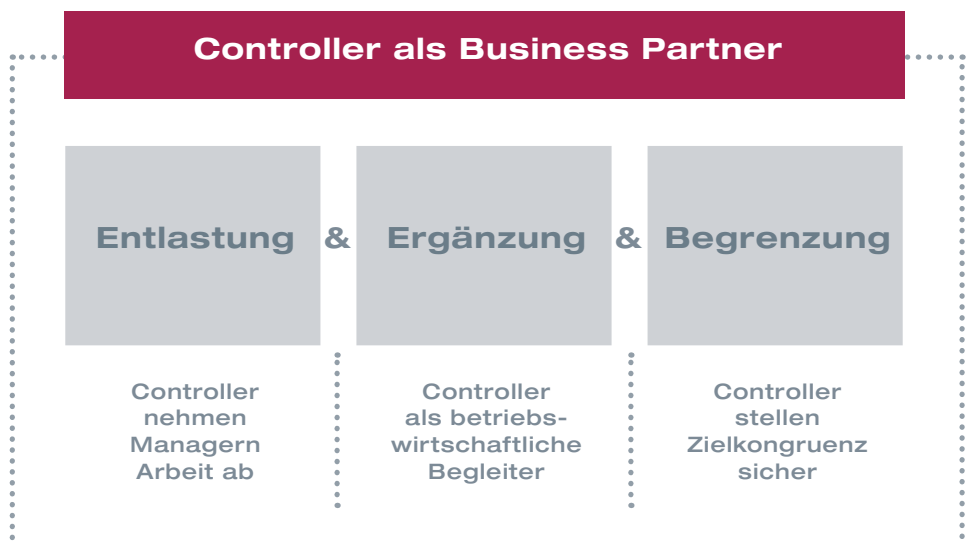 Controller als Business Partner
Entlastung & Ergänzung & Begrenzung
Controller
nehmen
Managern
Arbeit ab
Controller
als betriebs-
wirtschaftliche
Begleiter
Controller
stellen
Zielkongruenz
sicher